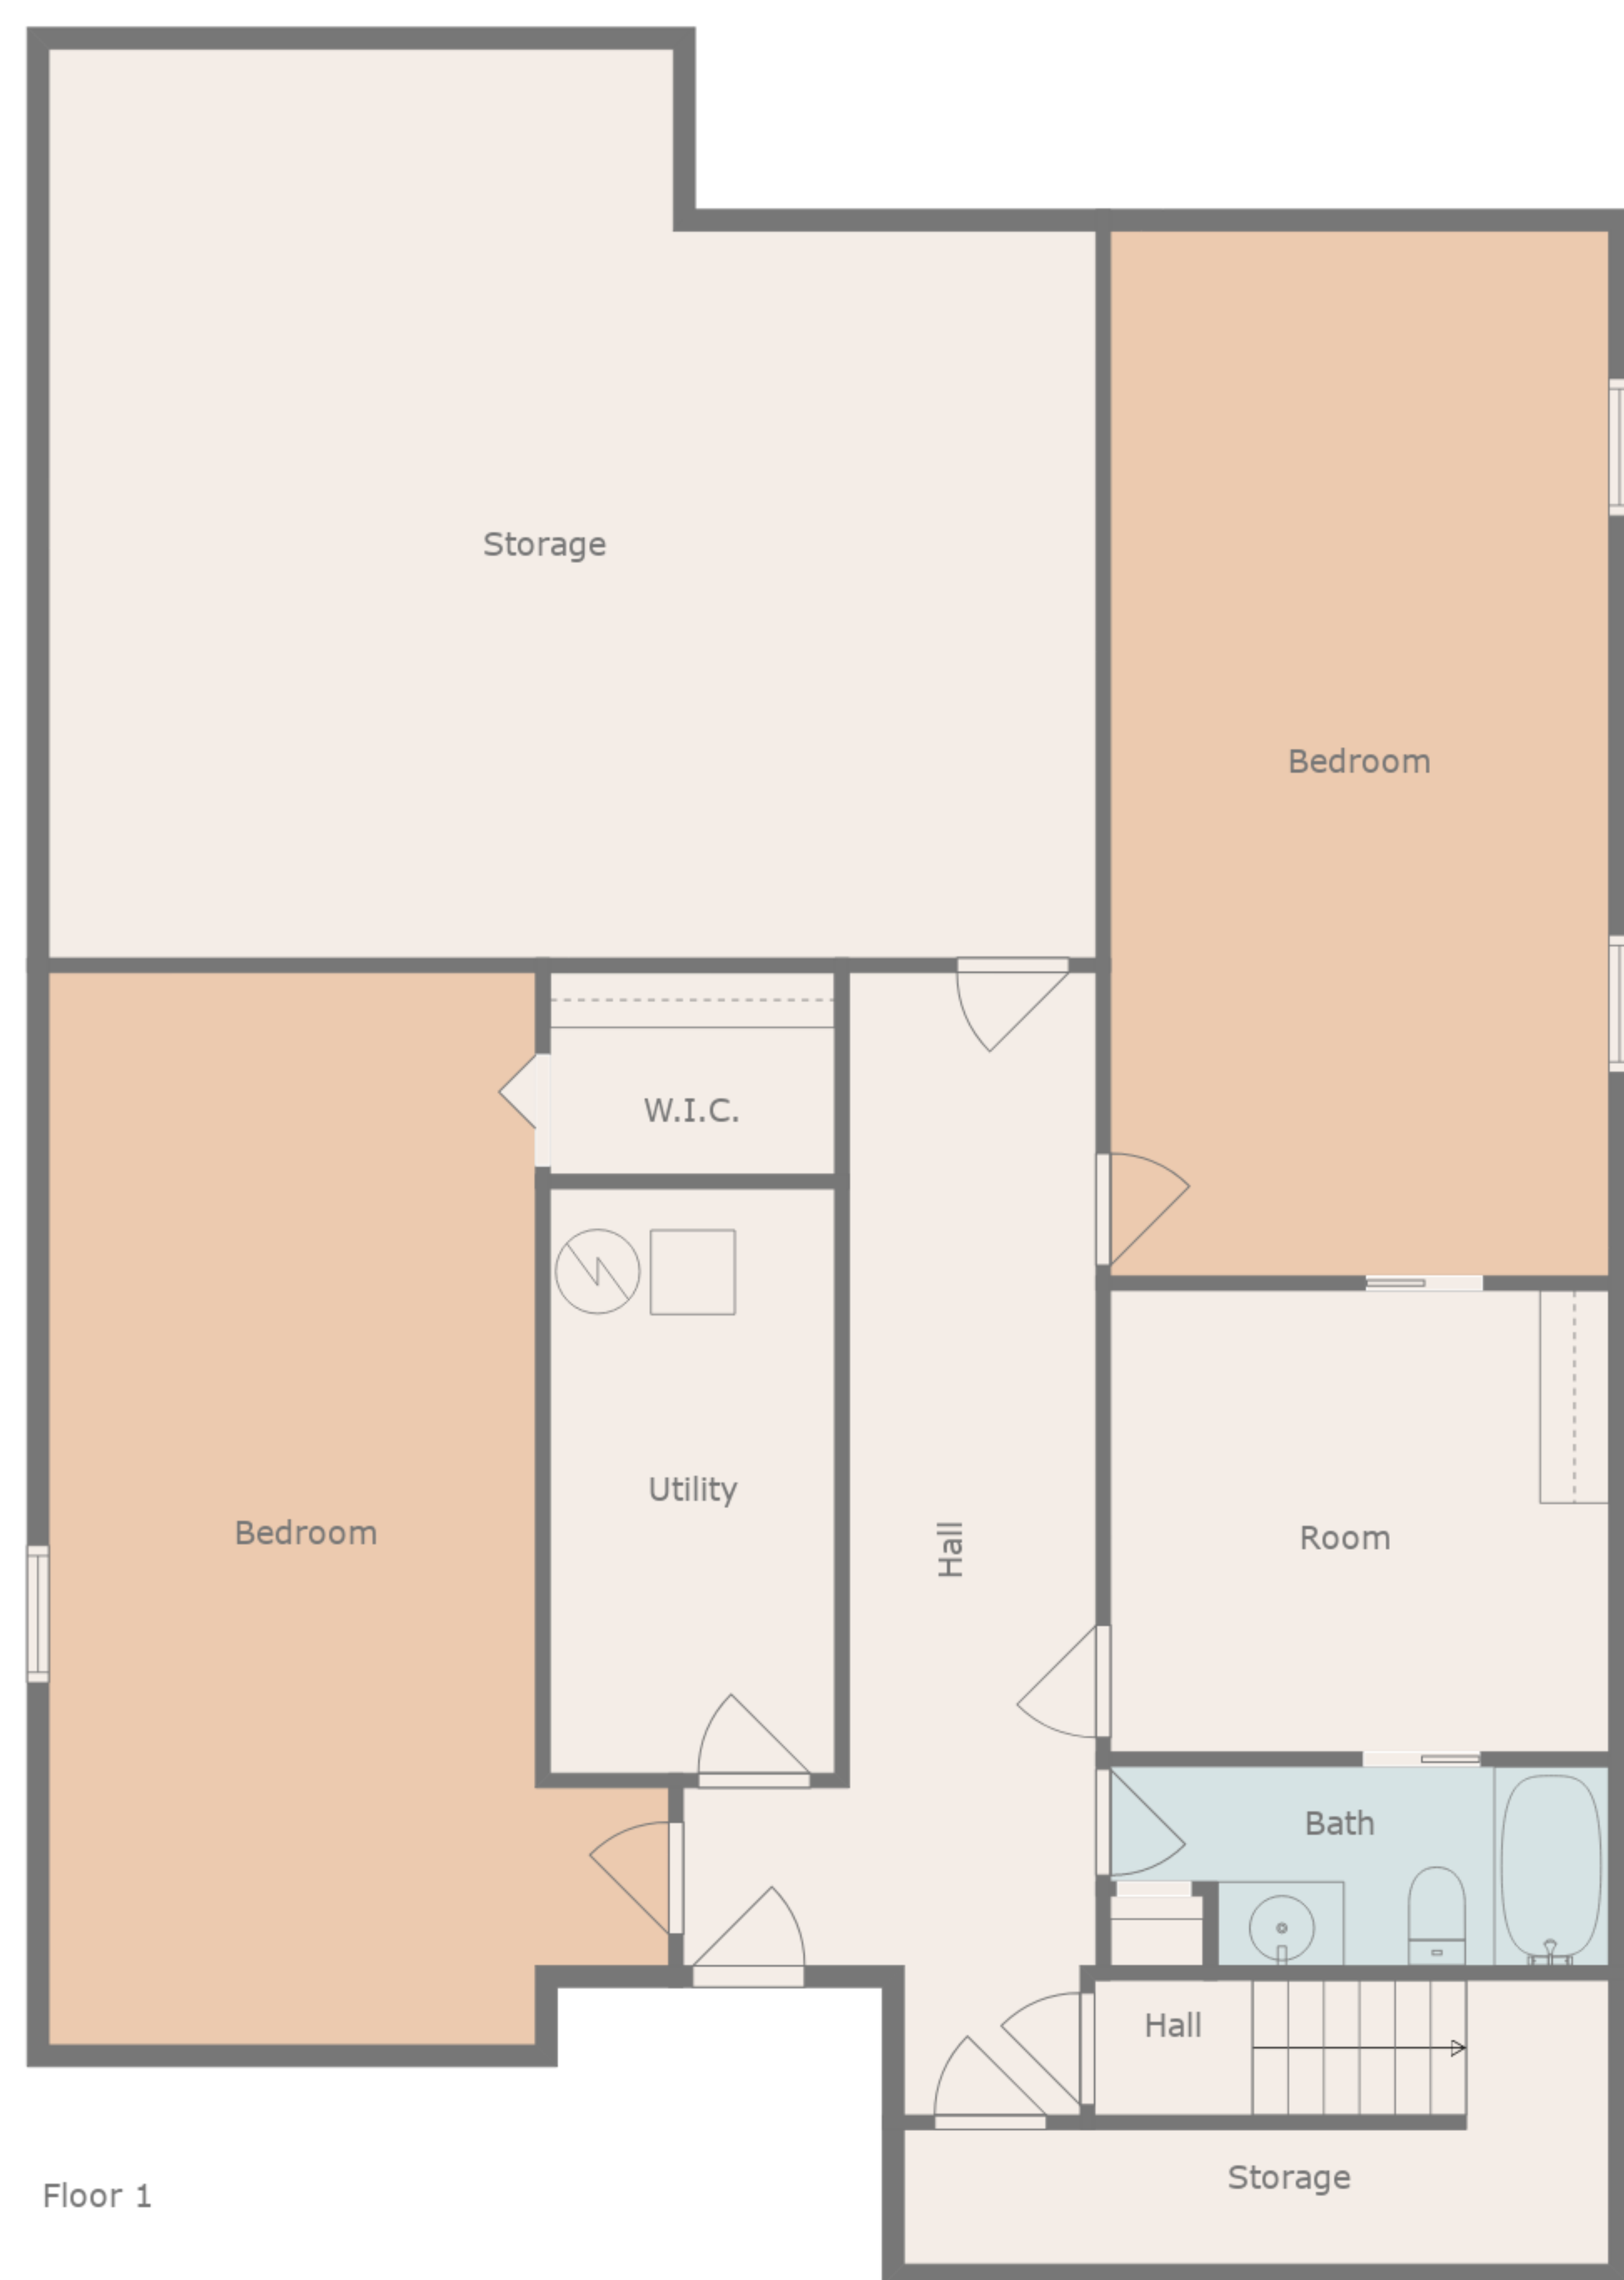 Storage
Bedroom
W.I.C.
Utility
Bedroom
Hall
Room
Bath
Hall
Storage
Floor 1